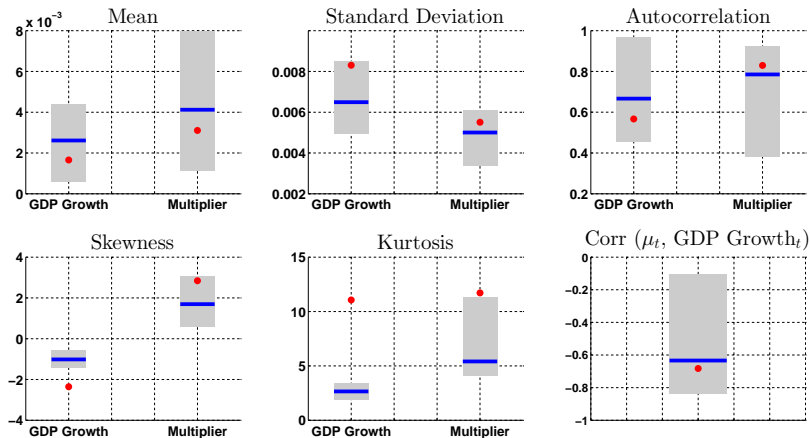 Mean
x 10⁻³
8
6
4
2
0
GDP Growth Multiplier
Standard Deviation
0.008
0.006
0.004
0.002
GDP Growth Multiplier
Autocorrelation
1
0.8
0.6
0.4
0.2
GDP Growth Multiplier
Skewness
4
2
0
−2
−4
GDP Growth Multiplier
Kurtosis
15
10
5
0
GDP Growth Multiplier
Corr (μt, GDP Growtht)
0
−0.2
−0.4
−0.6
−0.8
−1